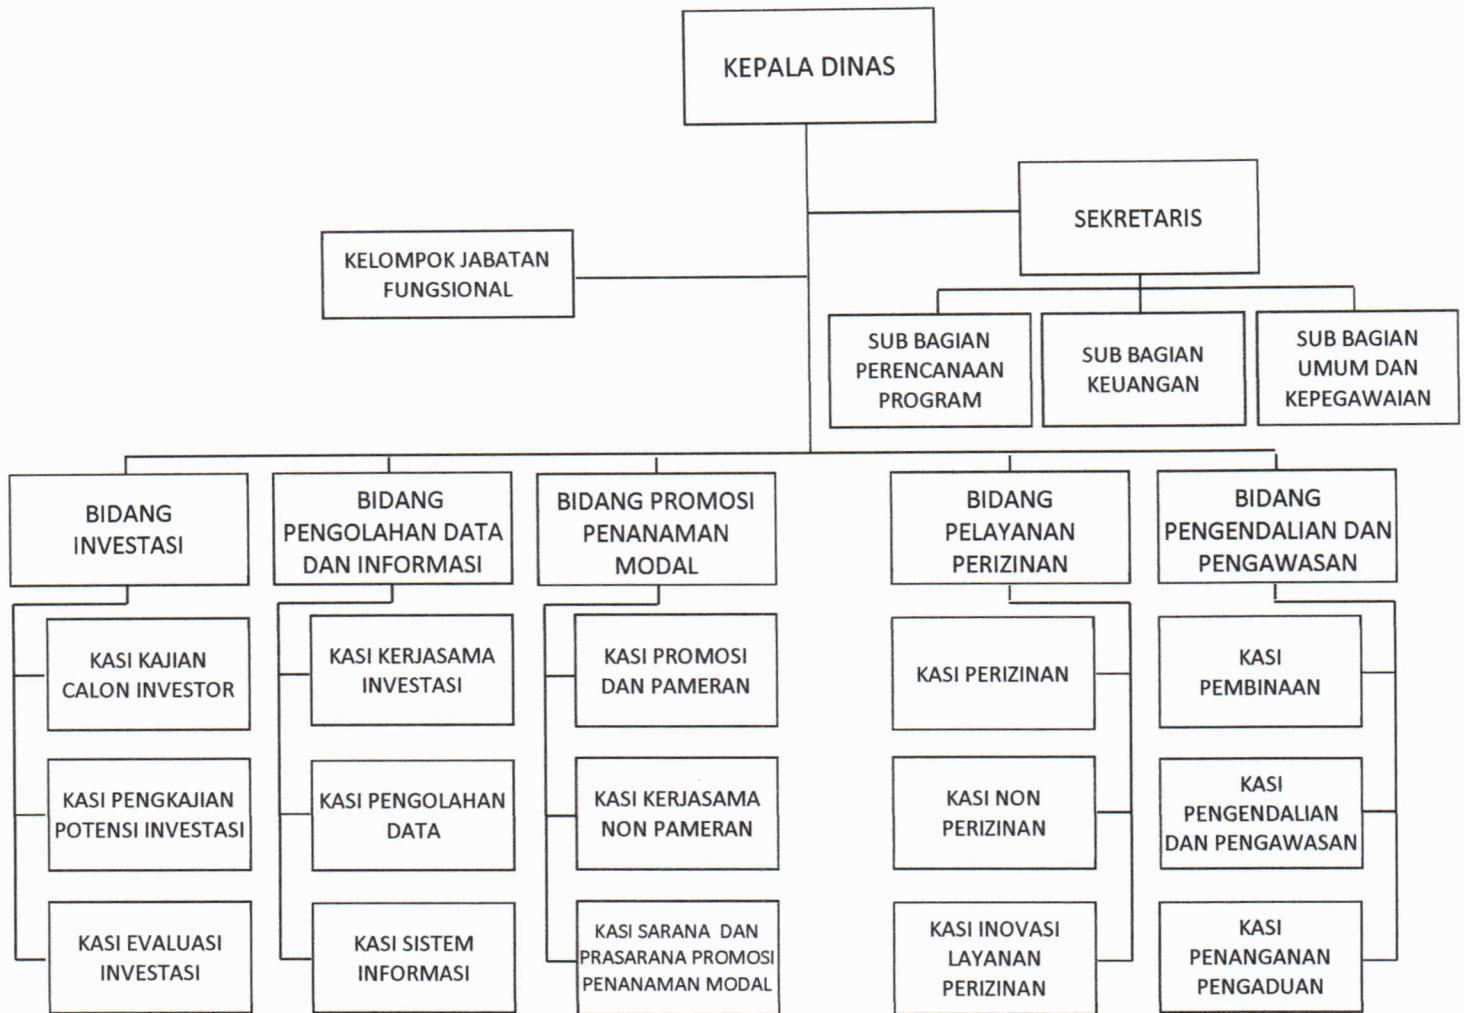 KEPALA DINAS
SEKRETARIS
KELOMPOK JABATAN
FUNGSIONAL
SUB BAGIAN
PERENCANAAN
PROGRAM
SUB BAGIAN
KEUANGAN
SUB BAGIAN
UMUM DAN
KEPEGAWAIAN
BIDANG
INVESTASI
BIDANG
PENGOLAHAN DATA
DAN INFORMASI
BIDANG PROMOSI
PENANAMAN
MODAL
BIDANG
PELAYANAN
PERIZINAN
BIDANG
PENGENDALIAN DAN
PENGAWASAN
KASI KAJIAN
CALON INVESTOR
KASI KERJASAMA
INVESTASI
KASI PROMOSI
DAN PAMERAN
KASI PERIZINAN
KASI
PEMBINAAN
KASI PENGKAJIAN
POTENSI INVESTASI
KASI PENGOLAHAN
DATA
KASI KERJASAMA
NON PAMERAN
KASI NON
PERIZINAN
KASI
PENGENDALIAN
DAN PENGAWASAN
KASI EVALUASI
INVESTASI
KASI SISTEM
INFORMASI
KASI SARANA DAN
PRASARANA PROMOSI
PENANAMAN MODAL
KASI INOVASI
LAYANAN
PERIZINAN
KASI
PENANGANAN
PENGADUAN